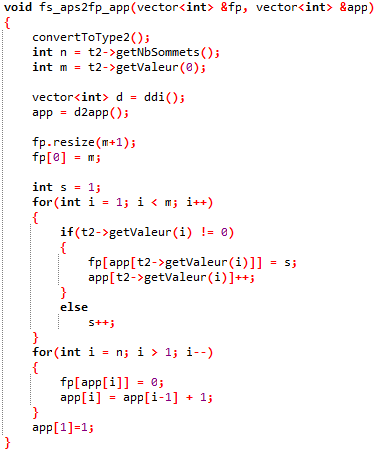 void fs_aps2fp_app(vector<int> &fp, vector<int> &app)
{
    convertToType2();
    int n = t2->getNbSommets();
    int m = t2->getValeur(0);

    vector<int> d = ddi();
    app = d2app();

    fp.resize(m+1);
    fp[0] = m;

    int s = 1;
    for(int i = 1; i < m; i++)
    {
        if(t2->getValeur(i) != 0)
        {
            fp[app[t2->getValeur(i)]] = s;
            app[t2->getValeur(i)]++;
        }
        else
            s++;
    }
    for(int i = n; i > 1; i--)
    {
        fp[app[i]] = 0;
        app[i] = app[i-1] + 1;
    }
    app[1]=1;
}